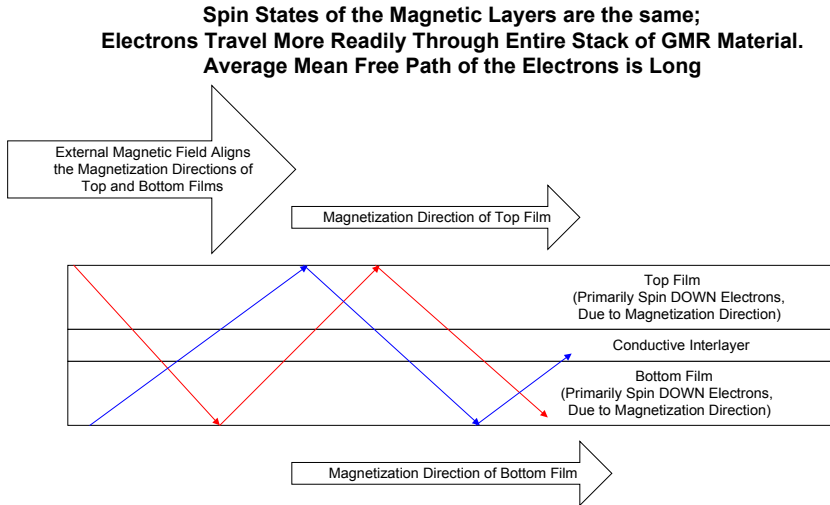 Spin States of the Magnetic Layers are the same;
Electrons Travel More Readily Through Entire Stack of GMR Material.
Average Mean Free Path of the Electrons is Long
External Magnetic Field Aligns
the Magnetization Directions of
Top and Bottom Films
Magnetization Direction of Top Film
Top Film
(Primarily Spin DOWN Electrons,
Due to Magnetization Direction)
Conductive Interlayer
Bottom Film
(Primarily Spin DOWN Electrons,
Due to Magnetization Direction)
Magnetization Direction of Bottom Film